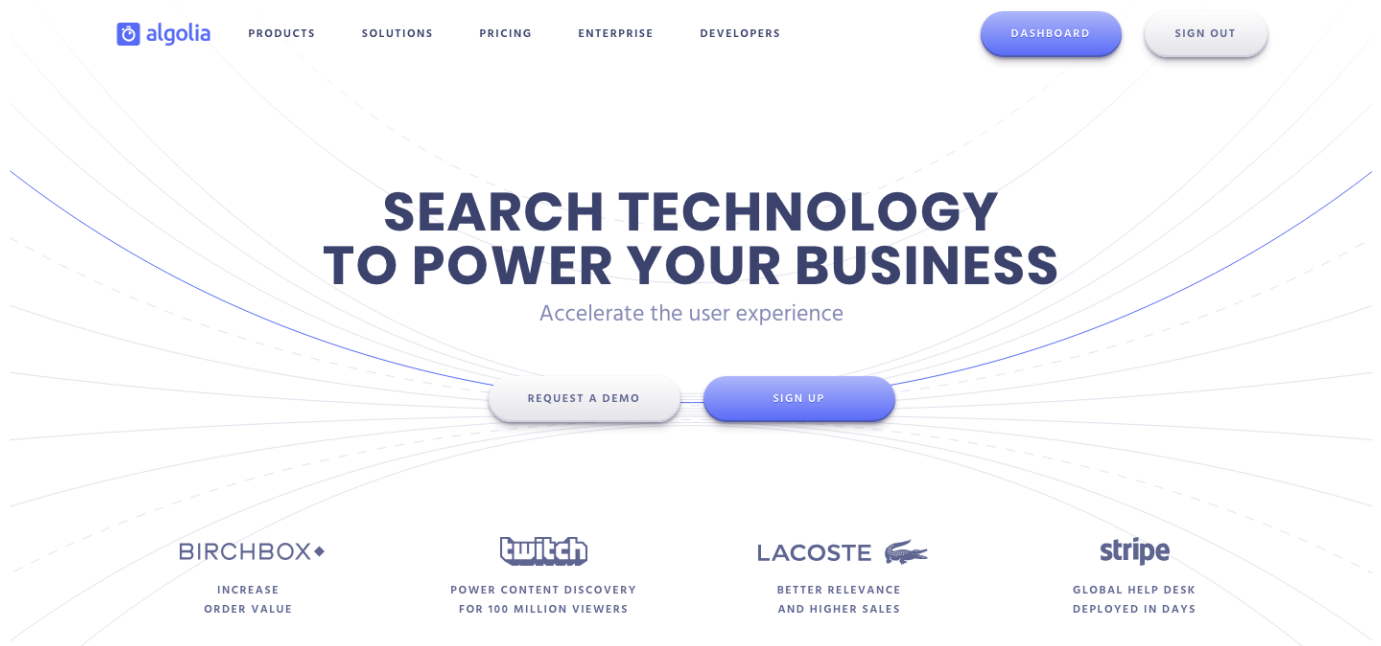 algolia
PRODUCTS
SOLUTIONS
PRICING
ENTERPRISE
DEVELOPERS
DASHBOARD
SIGN OUT
SEARCH TECHNOLOGY
TO POWER YOUR BUSINESS
Accelerate the user experience
REQUEST A DEMO
SIGN UP
BIRCHBOX
INCREASE
ORDER VALUE
twitch
POWER CONTENT DISCOVERY
FOR 100 MILLION VIEWERS
LACOSTE
BETTER RELEVANCE
AND HIGHER SALES
stripe
GLOBAL HELP DESK
DEPLOYED IN DAYS